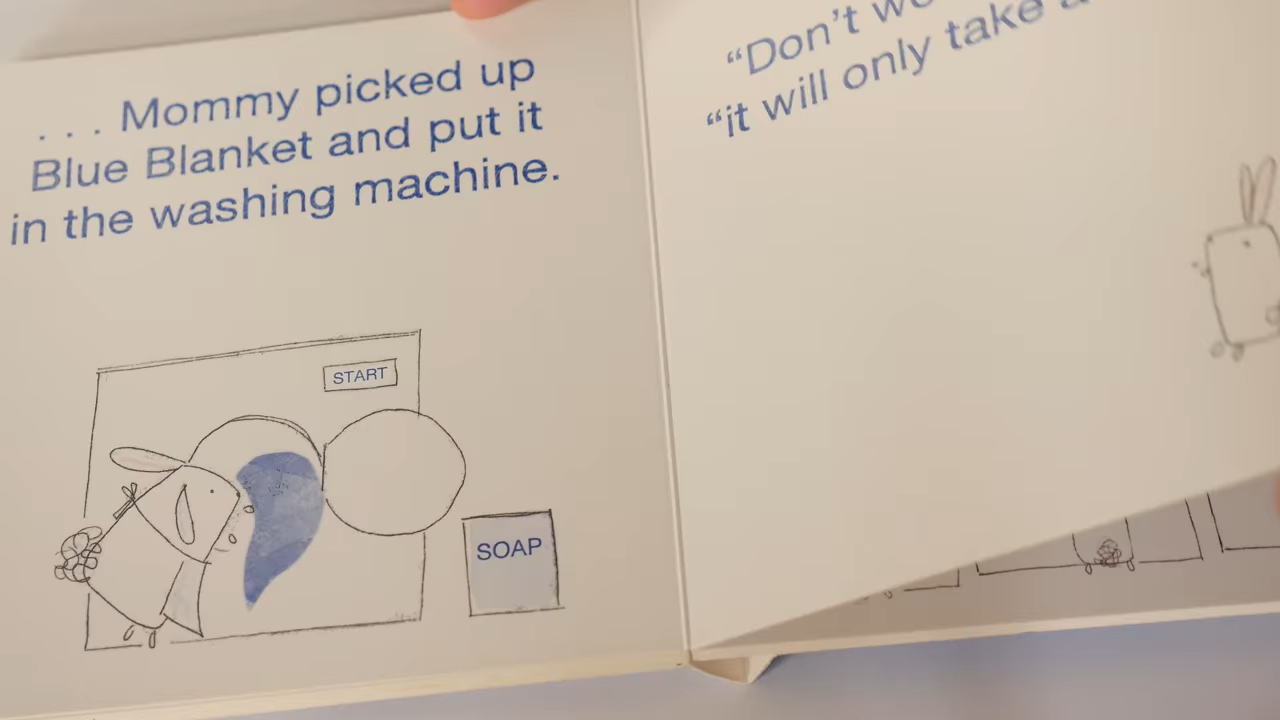 . . . Mommy picked up
Blue Blanket and put it
in the washing machine.
START
SOAP
“Don’t
“it will only take